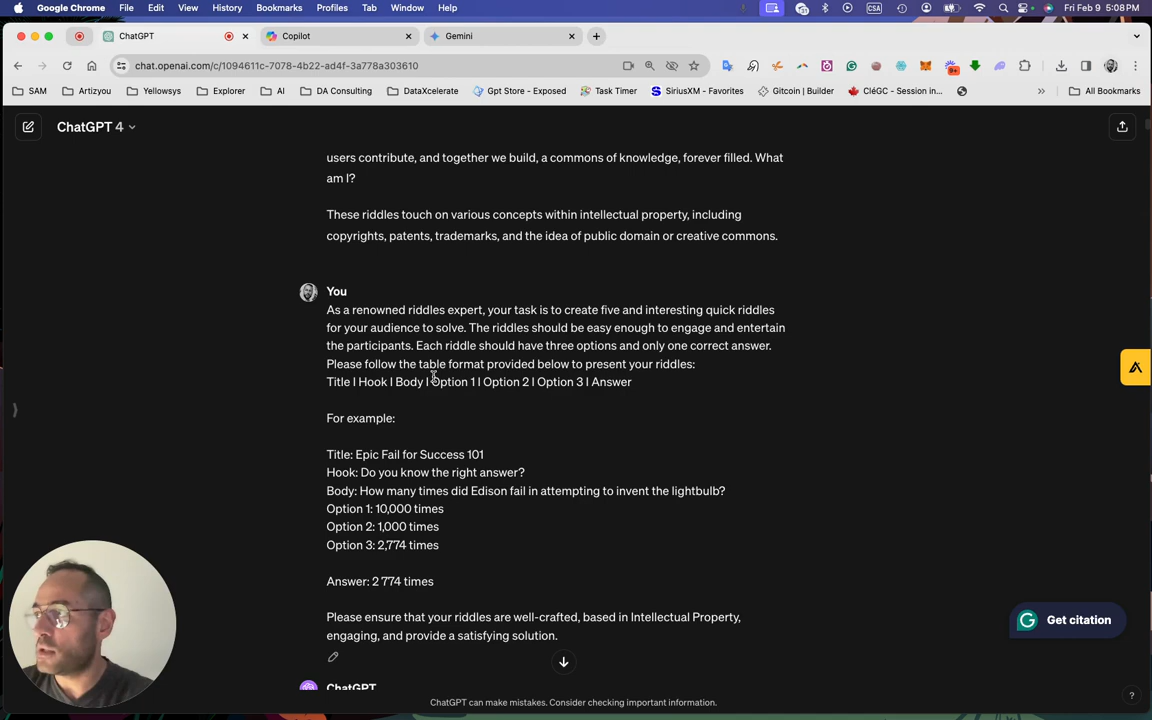 Google Chrome File Edit View History Bookmarks Profiles Tab Window Help CSA Fri Feb 9 5:08 PM
ChatGPT Copilot Gemini
chat.openai.com/c/1094611c-7078-4b22-ad4f-3a778a303610
SAM Artizyou Yellowsys Explorer AI DA Consulting DataXcelerate Gpt Store - Exposed Task Timer SiriusXM - Favorites Gitcoin | Builder CléGC - Session in... All Bookmarks
ChatGPT 4
users contribute, and together we build, a commons of knowledge, forever filled. What
am I?
These riddles touch on various concepts within intellectual property, including
copyrights, patents, trademarks, and the idea of public domain or creative commons.
You
As a renowned riddles expert, your task is to create five and interesting quick riddles
for your audience to solve. The riddles should be easy enough to engage and entertain
the participants. Each riddle should have three options and only one correct answer.
Please follow the table format provided below to present your riddles:
Title I Hook I Body I Option 1 I Option 2 I Option 3 I Answer
For example:
Title: Epic Fail for Success 101
Hook: Do you know the right answer?
Body: How many times did Edison fail in attempting to invent the lightbulb?
Option 1: 10,000 times
Option 2: 1,000 times
Option 3: 2,774 times
Answer: 2 774 times
Please ensure that your riddles are well-crafted, based in Intellectual Property,
engaging, and provide a satisfying solution.
Get citation
ChatGPT
ChatGPT can make mistakes. Consider checking important information.
?